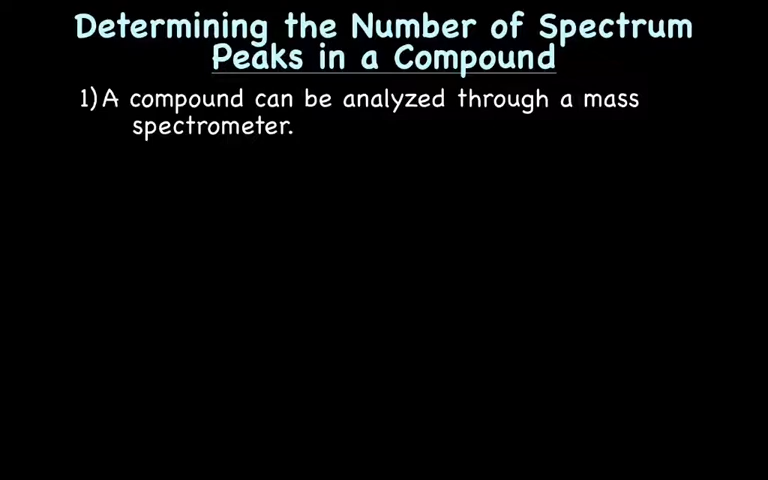 Determining the Number of Spectrum
Peaks in a Compound
1) A compound can be analyzed through a mass
spectrometer.